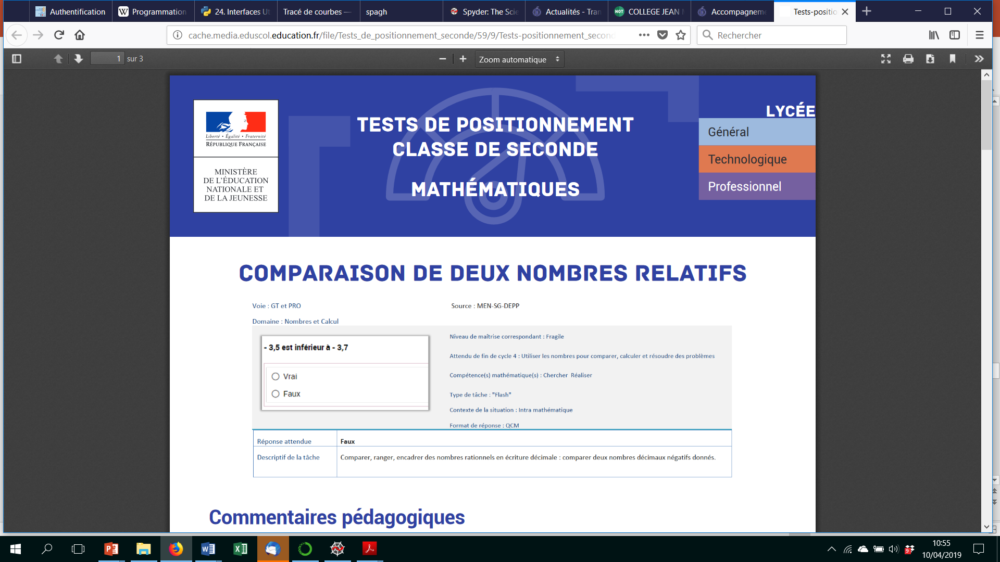 Authentification
Programmation
24. Interfaces Ut
Tracé de courbes —
spagh
Spyder: The Scie
Actualités - Tran
COLLEGE JEAN
Accompagneme
Tests-positio
cache.media.eduscol.education.fr/file/Tests_de_positionnement_seconde/59/9/Tests-positionnement_second
Rechercher
1 sur 3
Zoom automatique
Liberté • Égalité • Fraternité
RÉPUBLIQUE FRANÇAISE
MINISTÈRE
DE L'ÉDUCATION
NATIONALE ET
DE LA JEUNESSE
TESTS DE POSITIONNEMENT
CLASSE DE SECONDE
MATHÉMATIQUES
LYCÉE
Général
Technologique
Professionnel
COMPARAISON DE DEUX NOMBRES RELATIFS
Voie : GT et PRO
Source : MEN-SG-DEPP
Domaine : Nombres et Calcul
- 3,5 est inférieur à - 3,7
Vrai
Faux
Niveau de maîtrise correspondant : Fragile
Attendu de fin de cycle 4 : Utiliser les nombres pour comparer, calculer et résoudre des problèmes
Compétence(s) mathématique(s) : Chercher Réaliser
Type de tâche : "Flash"
Contexte de la situation : Intra mathématique
Format de réponse : QCM
Réponse attendue
Faux
Descriptif de la tâche
Comparer, ranger, encadrer des nombres rationnels en écriture décimale : comparer deux nombres décimaux négatifs donnés.
Commentaires pédagogiques
10:55
10/04/2019